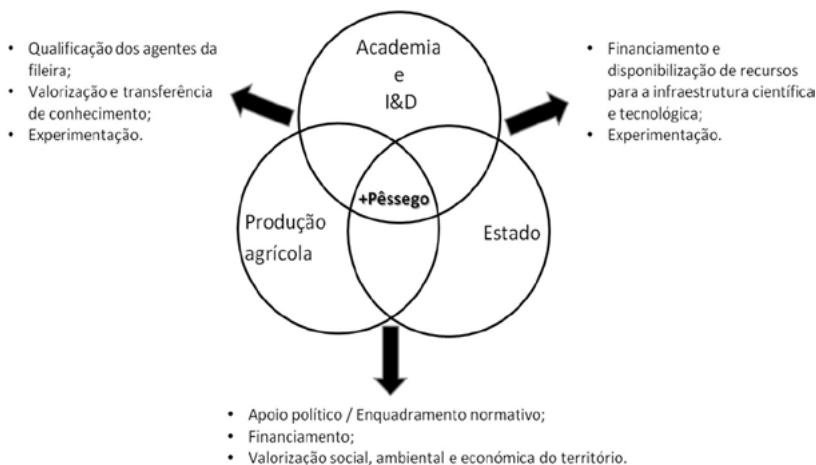 Academia
e
I&D
• Qualificação dos agentes da
fileira;
• Valorização e transferência
de conhecimento;
• Experimentação.
• Financiamento e
disponibilização de recursos
para a infraestrutura científica
e tecnológica;
• Experimentação.
+Pêssego
Produção
agrícola
Estado
• Apoio político / Enquadramento normativo;
• Financiamento;
• Valorização social, ambiental e económica do território.